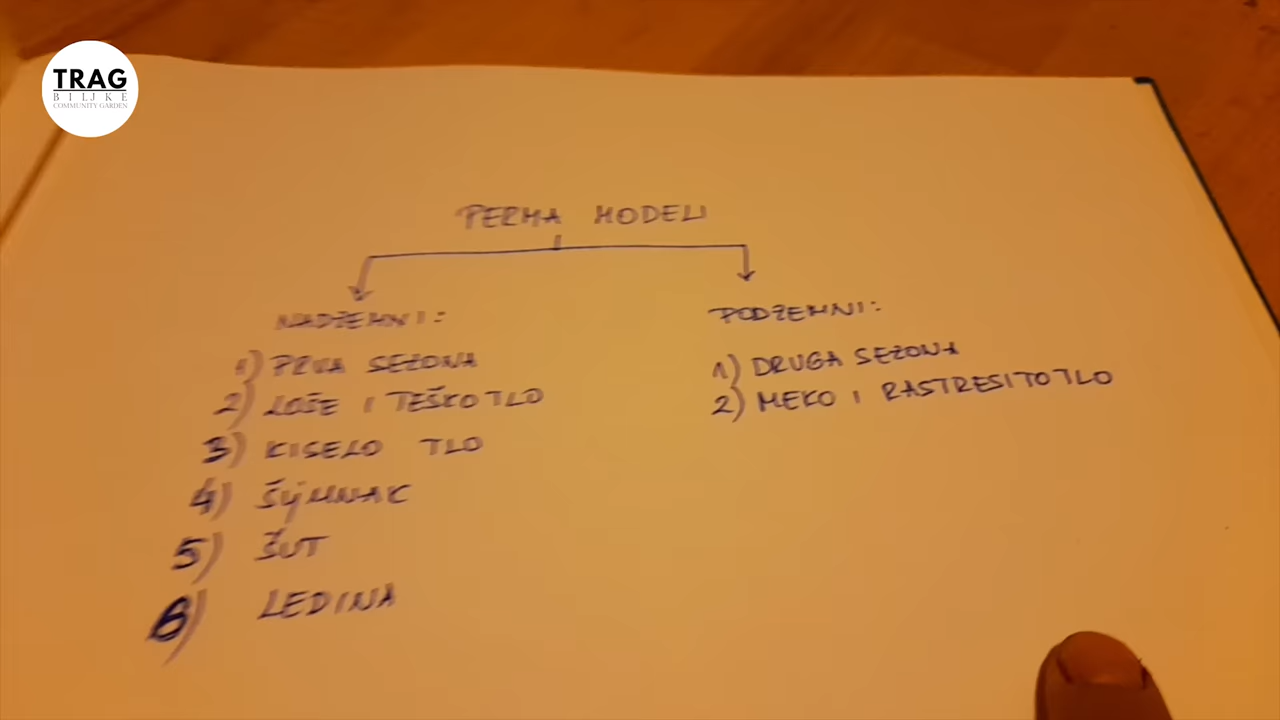 TRAG
BILJKE
COMMUNITY GARDEN
PERMA MODELI
NADZEMNI:
1) PRVA SEZONA
2) LOŠE I TEŠKO TLO
3) KISELO TLO
4) ŠLJUNAK
5) ŠUT
6) LEDINA
PODZEMNI:
1) DRUGA SEZONA
2) MEKO I RASTRESITO TLO